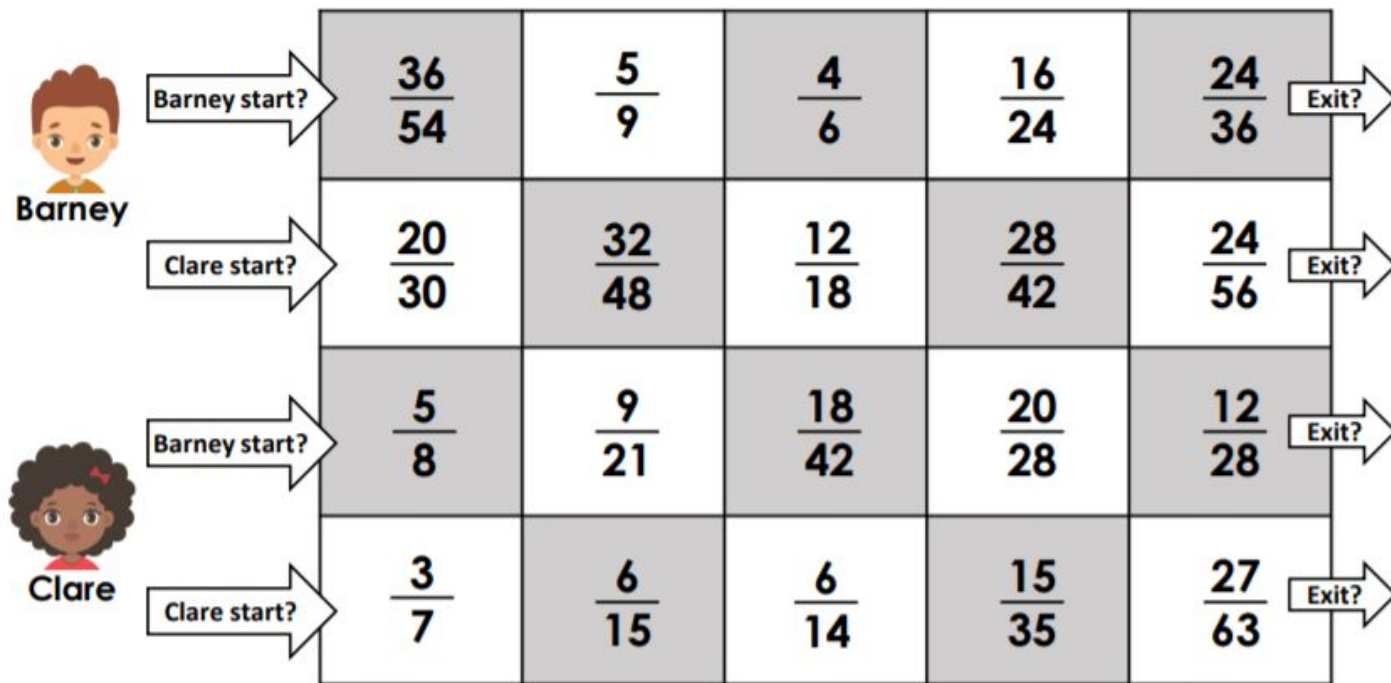 Barney start? 36/54 5/9 4/6 16/24 24/36 Exit?
Barney
Clare start? 20/30 32/48 12/18 28/42 24/56 Exit?
Barney start? 5/8 9/21 18/42 20/28 12/28 Exit?
Clare
Clare start? 3/7 6/15 6/14 15/35 27/63 Exit?